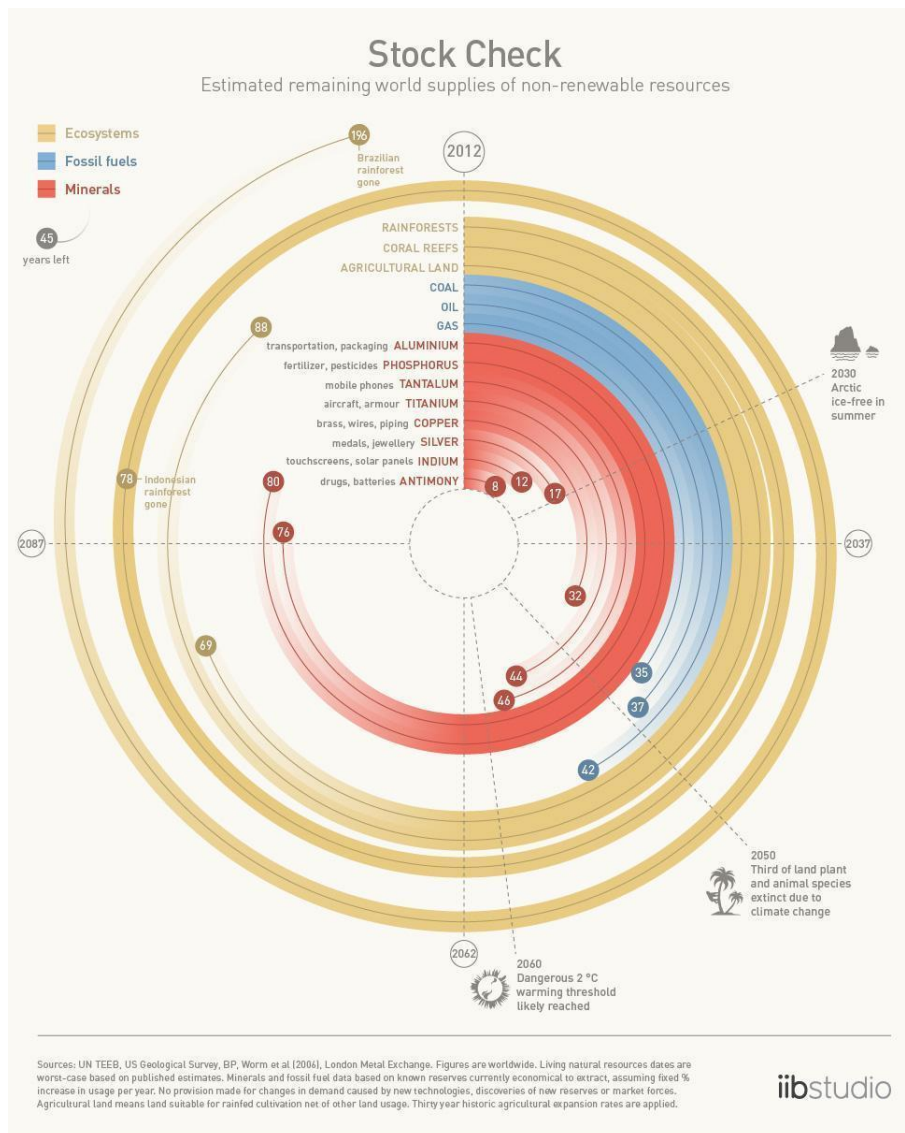 Stock Check
Estimated remaining world supplies of non-renewable resources
Ecosystems
Fossil fuels
Minerals
45
years left
196
Brazilian
rainforest
gone
2012
RAINFORESTS
CORAL REEFS
AGRICULTURAL LAND
COAL
OIL
GAS
transportation, packaging ALUMINIUM
fertilizer, pesticides PHOSPHORUS
mobile phones TANTALUM
aircraft, armour TITANIUM
brass, wires, piping COPPER
medals, jewellery SILVER
touchscreens, solar panels INDIUM
drugs, batteries ANTIMONY
88
78
Indonesian
rainforest
gone
80
76
69
8
12
17
32
44
46
35
37
42
2030
Arctic
ice-free in
summer
2087
2037
2050
Third of land plant
and animal species
extinct due to
climate change
2062
2060
Dangerous 2 °C
warming threshold
likely reached
Sources: UN TEEB, US Geological Survey, BP, Worm et al (2006), London Metal Exchange. Figures are worldwide. Living natural resources dates are
worst-case based on published estimates. Minerals and fossil fuel data based on known reserves currently economical to extract, assuming fixed %
increase in usage per year. No provision made for changes in demand caused by new technologies, discoveries of new reserves or market forces.
Agricultural land means land suitable for rainfed cultivation net of other land usage. Thirty year historic agricultural expansion rates are applied.
iibstudio